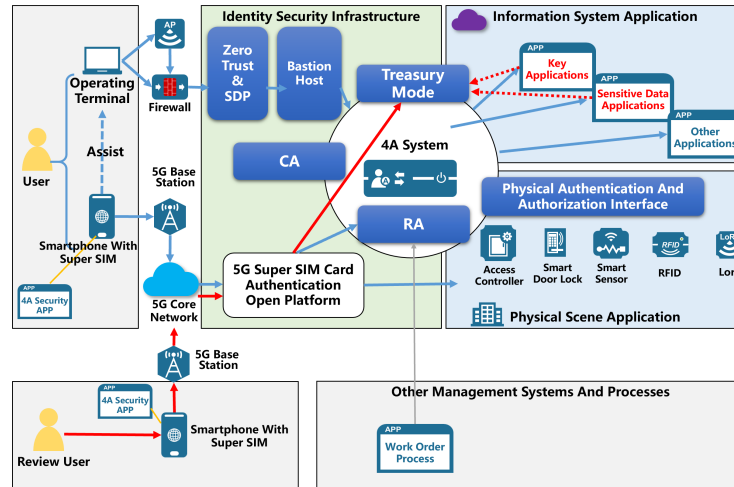 Identity Security Infrastructure
Information System Application
AP
Operating
Terminal
Firewall
Zero
Trust
&
SDP
Bastion
Host
Treasury
Mode
APP
Key
Applications
APP
Sensitive Data
Applications
APP
Other
Applications
User
Assist
5G Base
Station
CA
4A System
A
RA
Physical Authentication And
Authorization Interface
Smartphone With
Super SIM
APP
4A Security
APP
5G Core
Network
5G Super SIM Card
Authentication
Open Platform
Access
Controller
Smart
Door Lock
Smart
Sensor
RFID
RFID
LoR
Lor
Physical Scene Application
5G Base
Station
APP
4A Security
APP
Smartphone With
Super SIM
Review User
Other Management Systems And Processes
APP
Work Order
Process